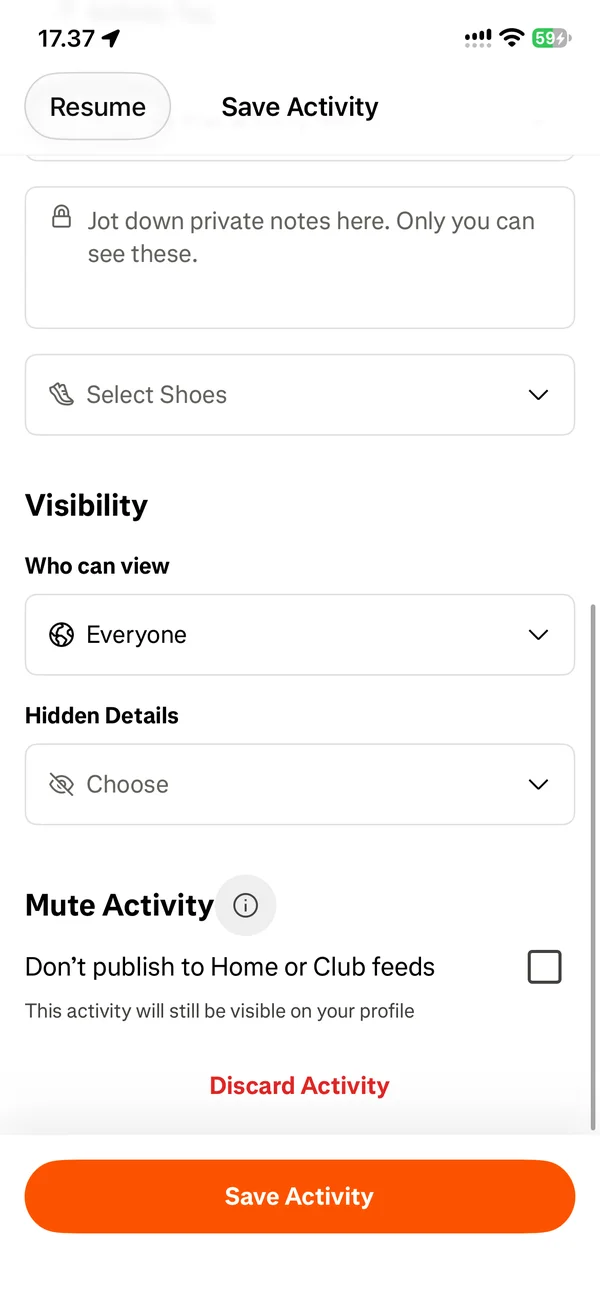 17.37
59
Resume
Save Activity
Jot down private notes here. Only you can
see these.
Select Shoes
Visibility
Who can view
Everyone
Hidden Details
Choose
Mute Activity
Don’t publish to Home or Club feeds
This activity will still be visible on your profile
Discard Activity
Save Activity